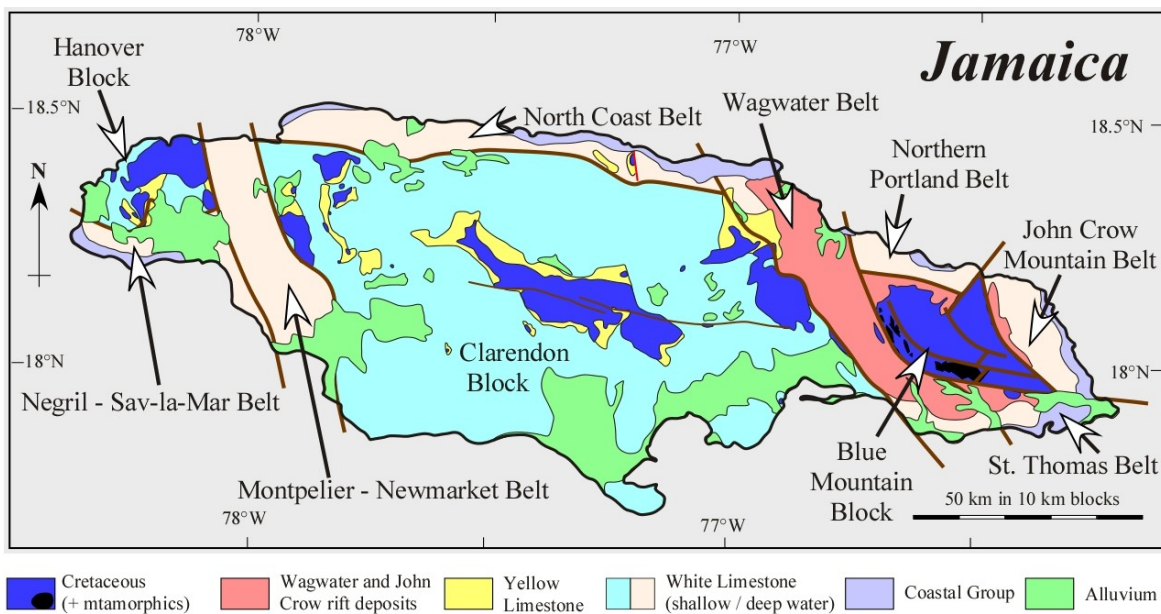 Jamaica
78°W
77°W
Hanover
Block
18.5°N
North Coast Belt
Wagwater Belt
18.5°N
Northern
Portland Belt
N
John Crow
Mountain Belt
18°N
Clarendon
Block
18°N
Negril - Sav-la-Mar Belt
Montpelier - Newmarket Belt
Blue
Mountain
Block
St. Thomas Belt
50 km in 10 km blocks
78°W
77°W
Cretaceous
(+ mtamorphics)
Wagwater and John
Crow rift deposits
Yellow
Limestone
White Limestone
(shallow / deep water)
Coastal Group
Alluvium